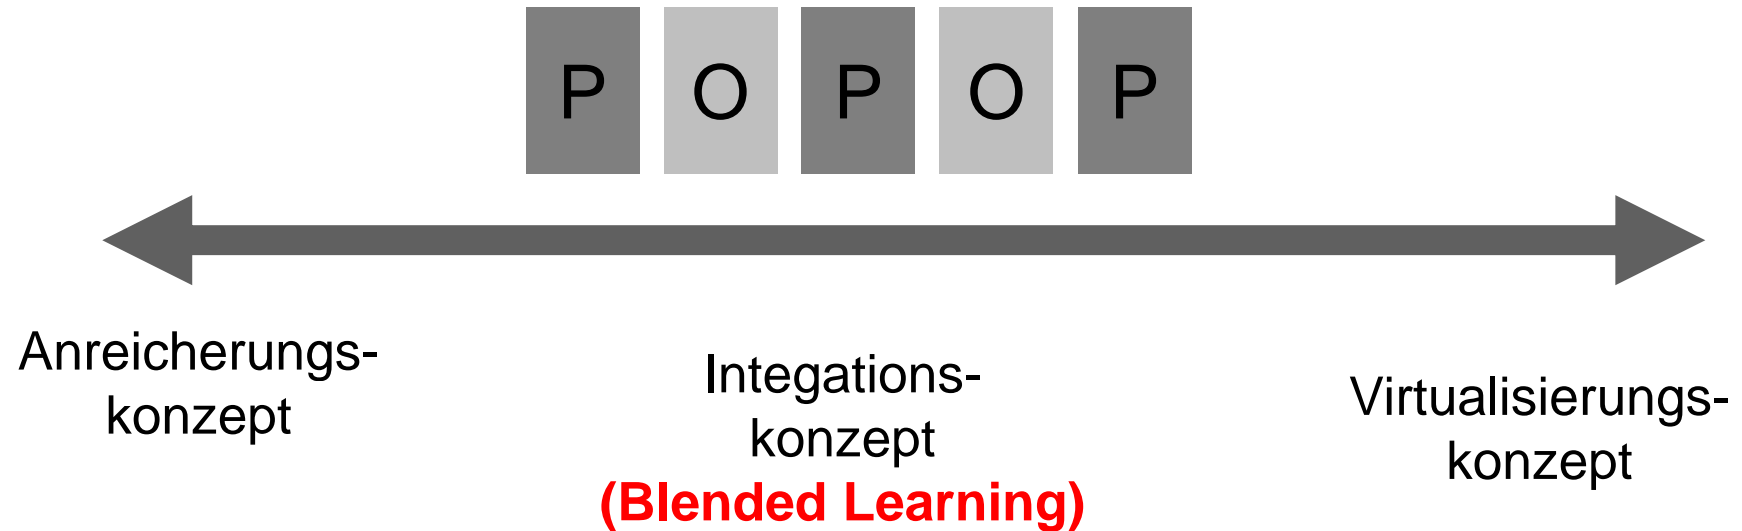 P O P O P
Anreicherungs-
konzept
Integations-
konzept
(Blended Learning)
Virtualisierungs-
konzept